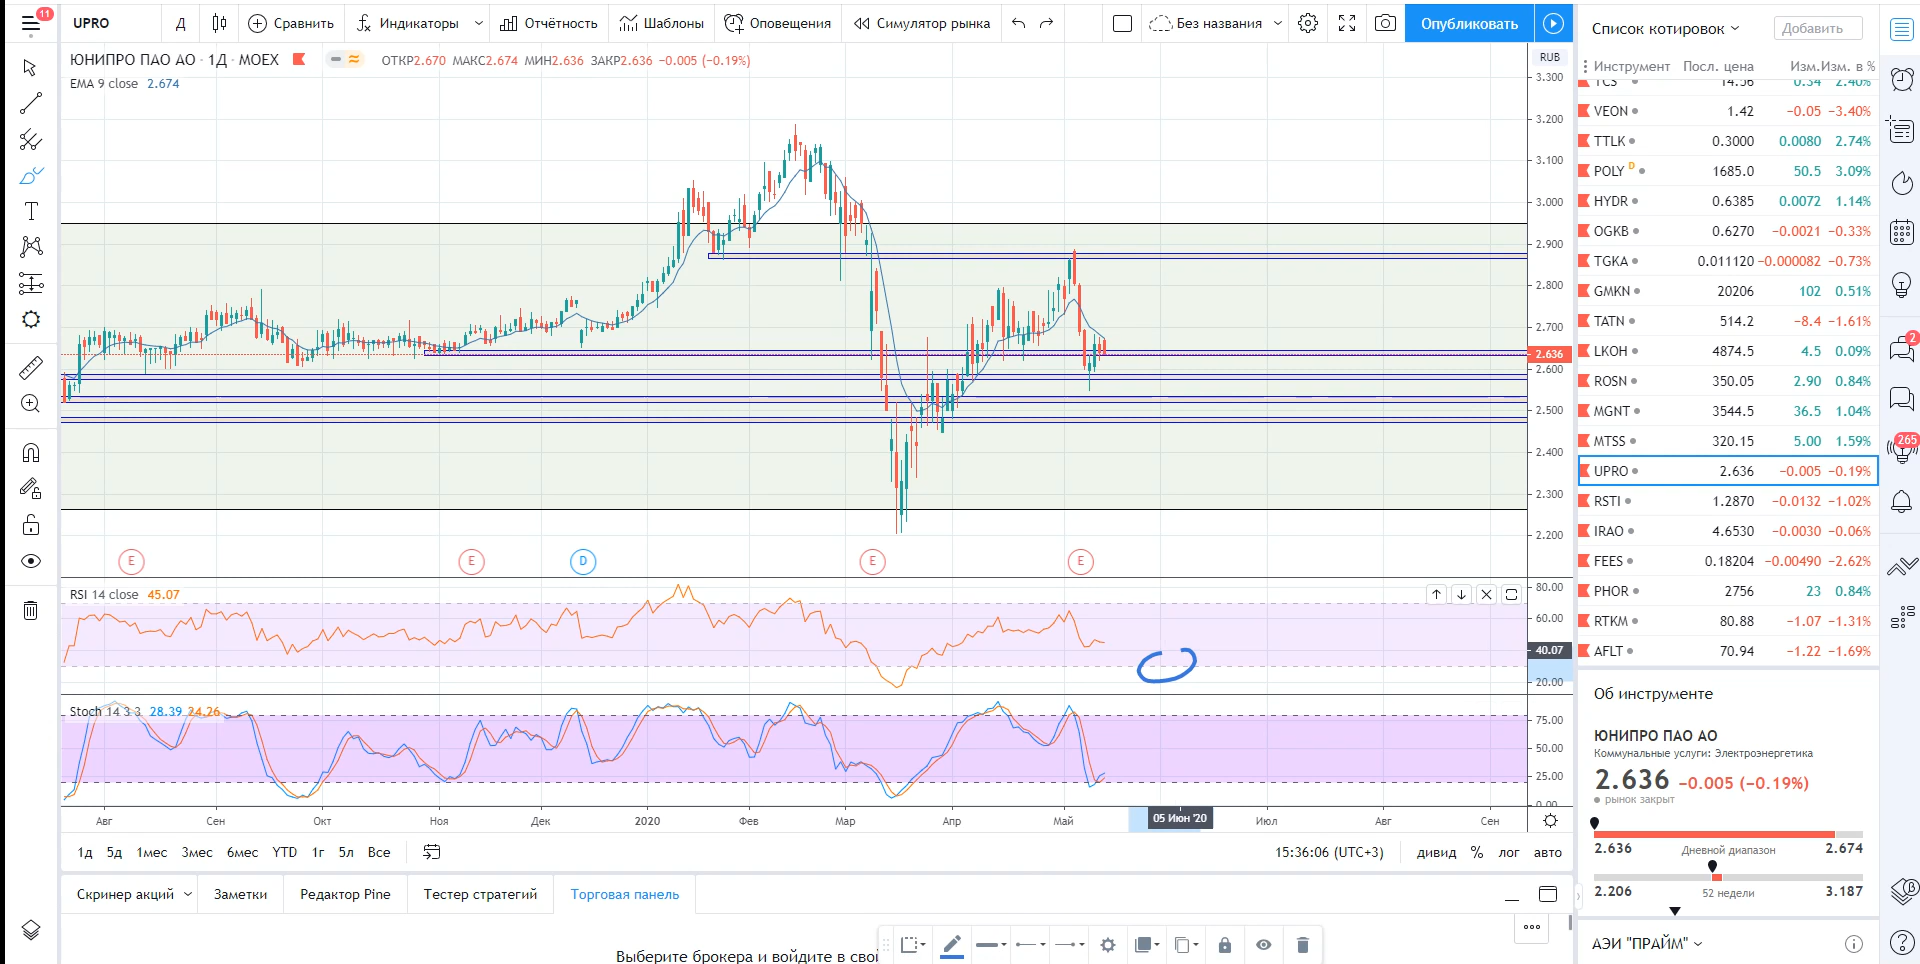 11
UPRO Д Сравнить Индикаторы Отчётность Шаблоны Оповещения Симулятор рынка Без названия Опубликовать
Список котировок Добавить
ЮНИПРО ПАО АО · 1Д · MOEX ОТКР2.670 МАКС2.674 МИН2.636 ЗАКР2.636 −0.005 (−0.19%)
EMA 9 close 2.674
RUB
3.300
3.200
3.100
3.000
2.900
2.800
2.700
2.636
2.600
2.500
2.400
2.300
2.200
E E D E E
RSI 14 close 45.07
80.00
60.00
40.07
20.00
Stoch 14 3 3 28.39 24.26
75.00
50.00
25.00
0.00
Авг Сен Окт Ноя Дек 2020 Фев Мар Апр Май 05 Июн '20 Июл Авг Сен
1д 5д 1мес 3мес 6мес YTD 1г 5л Все 15:36:06 (UTC+3) дивид % лог авто
Скринер акций Заметки Редактор Pine Тестер стратегий Торговая панель
Выберите брокера и войдите в свой
Инструмент Посл. цена Изм. Изм. в %
TCS 14.56 0.34 2.40%
VEON 1.42 −0.05 −3.40%
TTLK 0.3000 0.0080 2.74%
POLY D 1685.0 50.5 3.09%
HYDR 0.6385 0.0072 1.14%
OGKB 0.6270 −0.0021 −0.33%
TGKA 0.011120 −0.000082 −0.73%
GMKN 20206 102 0.51%
TATN 514.2 −8.4 −1.61%
LKOH 4874.5 4.5 0.09%
ROSN 350.05 2.90 0.84%
MGNT 3544.5 36.5 1.04%
MTSS 320.15 5.00 1.59%
UPRO 2.636 −0.005 −0.19%
RSTI 1.2870 −0.0132 −1.02%
IRAO 4.6530 −0.0030 −0.06%
FEES 0.18204 −0.00490 −2.62%
PHOR 2756 23 0.84%
RTKM 80.88 −1.07 −1.31%
AFLT 70.94 −1.22 −1.69%
Об инструменте
ЮНИПРО ПАО АО
Коммунальные услуги: Электроэнергетика
2.636 −0.005 (−0.19%)
рынок закрыт
2.636 Дневной диапазон 2.674
2.206 52 недели 3.187
АЭИ "ПРАЙМ"
2
265
β